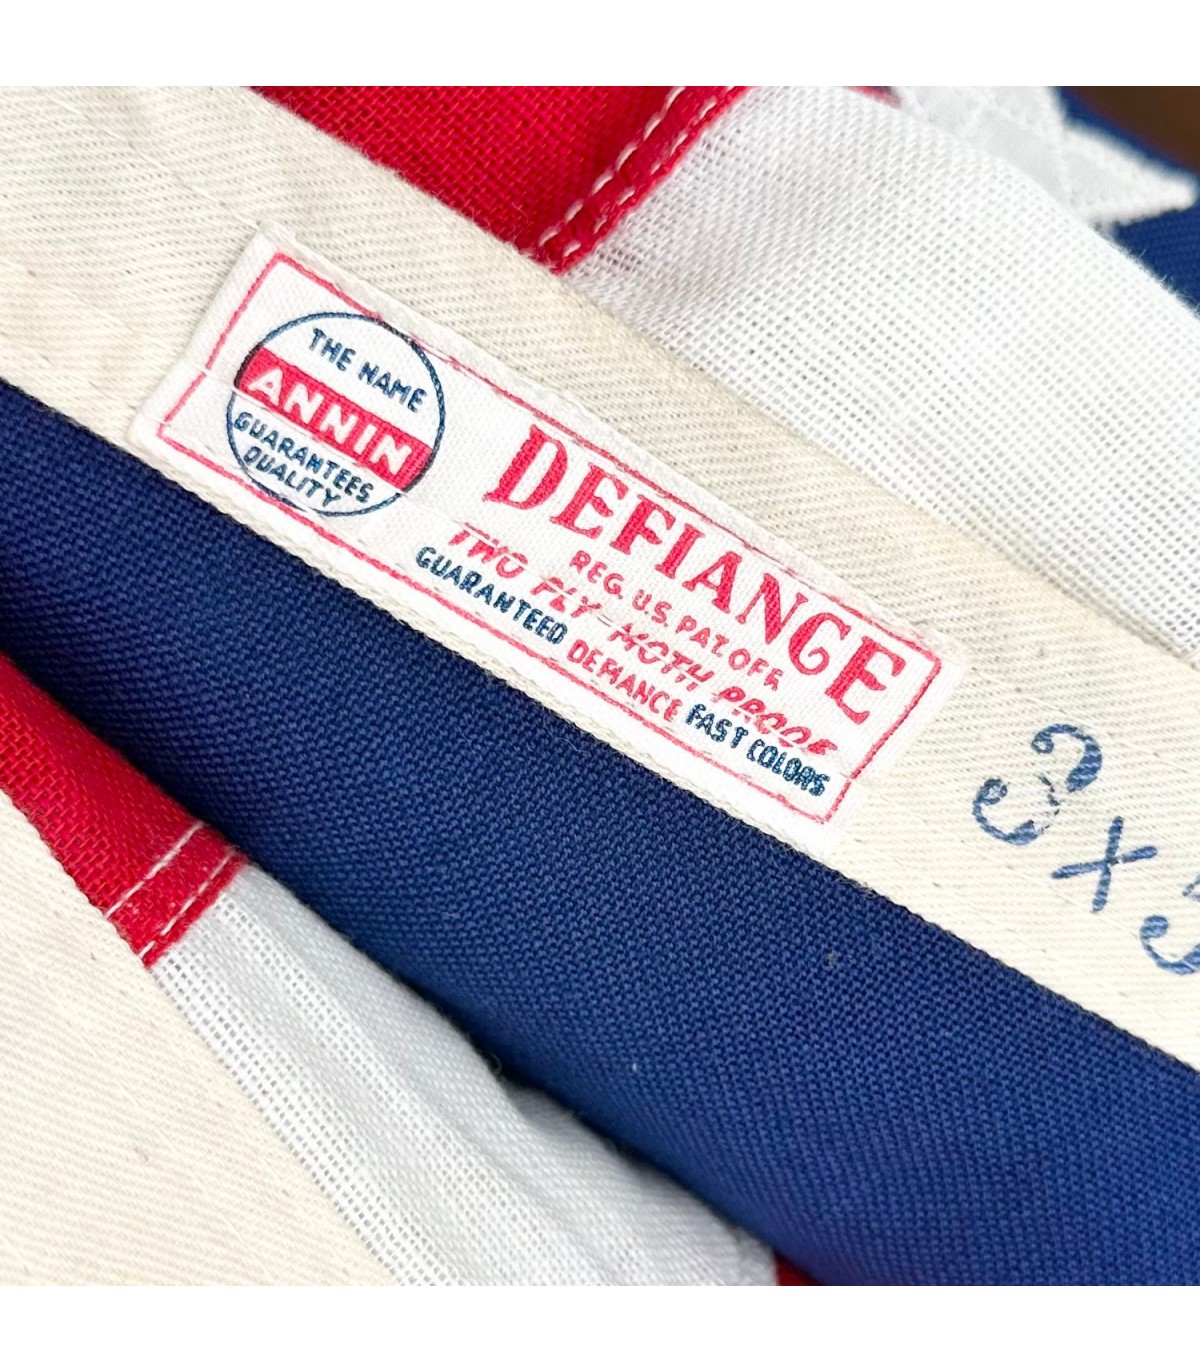 THE NAME
ANNIN
GUARANTEES
QUALITY
DEFIANCE
REG. U.S. PAT. OFF.
TWO PLY-MOTH PROOF
GUARANTEED DEFIANCE FAST COLORS
3x5